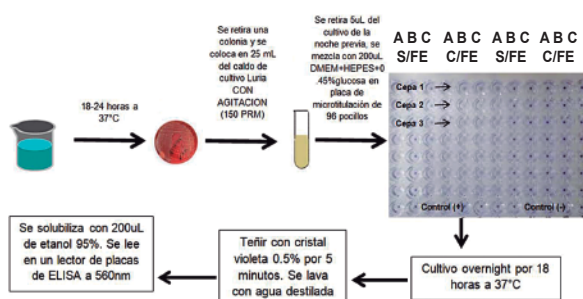 18-24 horas a
37°C
Se retira una
colonia y se
coloca en 25 mL
del caldo de
cultivo Luria
CON
AGITACION
(150 PRM)
Se retira 5uL del
cultivo de la
noche previa, se
mezcla con 200uL
DMEM+HEPES+0
.45%glucosa en
placa de
microtitulación de
96 pocillos
A B C A B C A B C A B C
S/FE C/FE S/FE C/FE
Cepa 1
Cepa 2
Cepa 3
Control (+) Control (-)
Cultivo overnight por 18
horas a 37°C
Teñir con cristal
violeta 0.5% por 5
minutos. Se lava
con agua destilada
Se solubiliza con 200uL
de etanol 95%. Se lee
en un lector de placas
de ELISA a 560nm